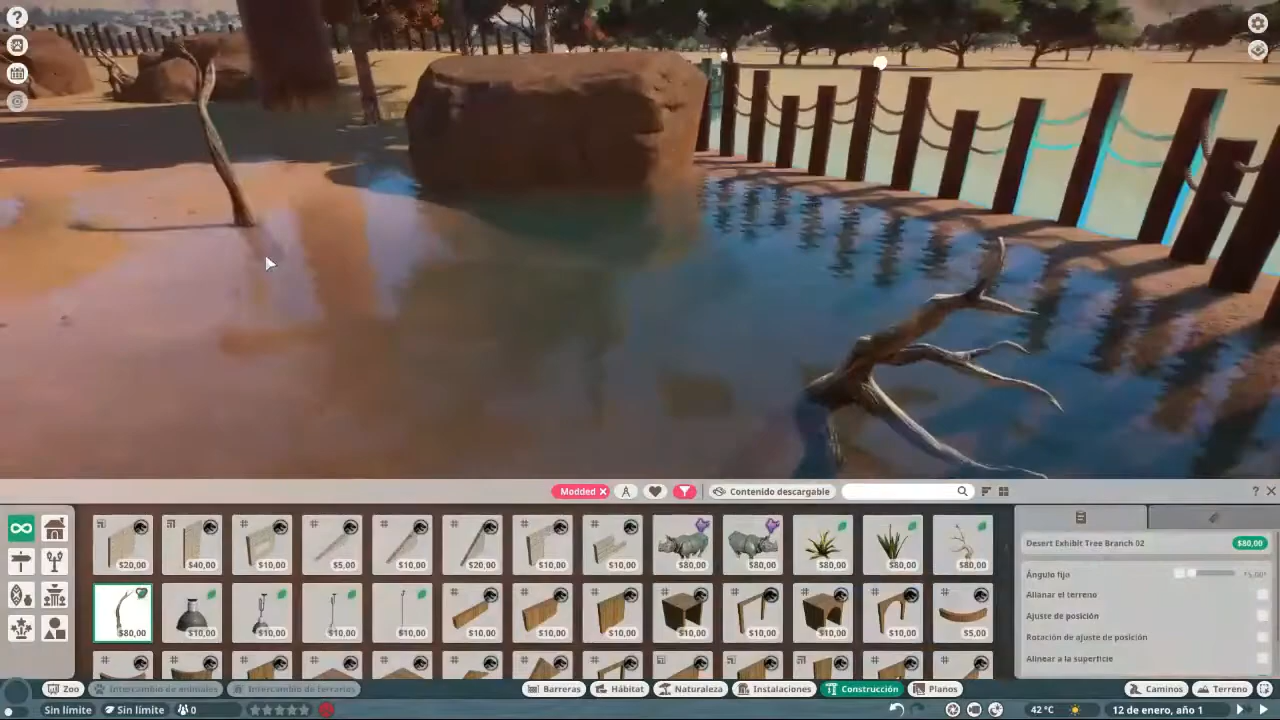 Modded
Contenido descargable
$20,00 $40,00 $10,00 $5,00 $10,00 $20,00 $10,00 $10,00 $80,00 $80,00 $80,00 $80,00 $80,00
$80,00 $10,00 $10,00 $10,00 $10,00 $10,00 $10,00 $10,00 $10,00 $10,00 $10,00 $10,00 $5,00
Desert Exhibit Tree Branch 02 $80,00
Ángulo fijo
Allanar el terreno
Ajuste de posición
Rotación de ajuste de posición
Alinear a la superficie
Zoo Intercambio de animales Intercambio de terrarios Barreras Hábitat Naturaleza Instalaciones Construcción Planos Caminos Terreno
Sin límite Sin límite 0 42 °C 12 de enero, año 1